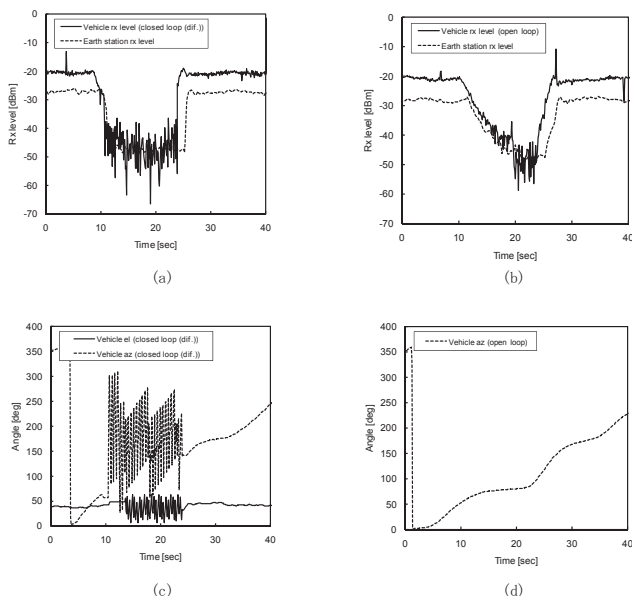 Vehicle rx level (closed loop (dif.))
Earth station rx level
0
-10
-20
-30
-40
-50
-60
-70
Rx level [dBm]
0 10 20 30 40
Time [sec]
(a)
Vehicle rx level (open loop)
Earth station rx level
0
-10
-20
-30
-40
-50
-60
-70
Rx level [dBm]
0 10 20 30 40
Time [sec]
(b)
Vehicle el (closed loop (dif.))
Vehicle az (closed loop (dif.))
400
350
300
250
200
150
100
50
0
Angle [deg]
0 10 20 30 40
Time [sec]
(c)
Vehicle az (open loop)
400
350
300
250
200
150
100
50
0
Angle [deg]
0 10 20 30 40
Time [sec]
(d)